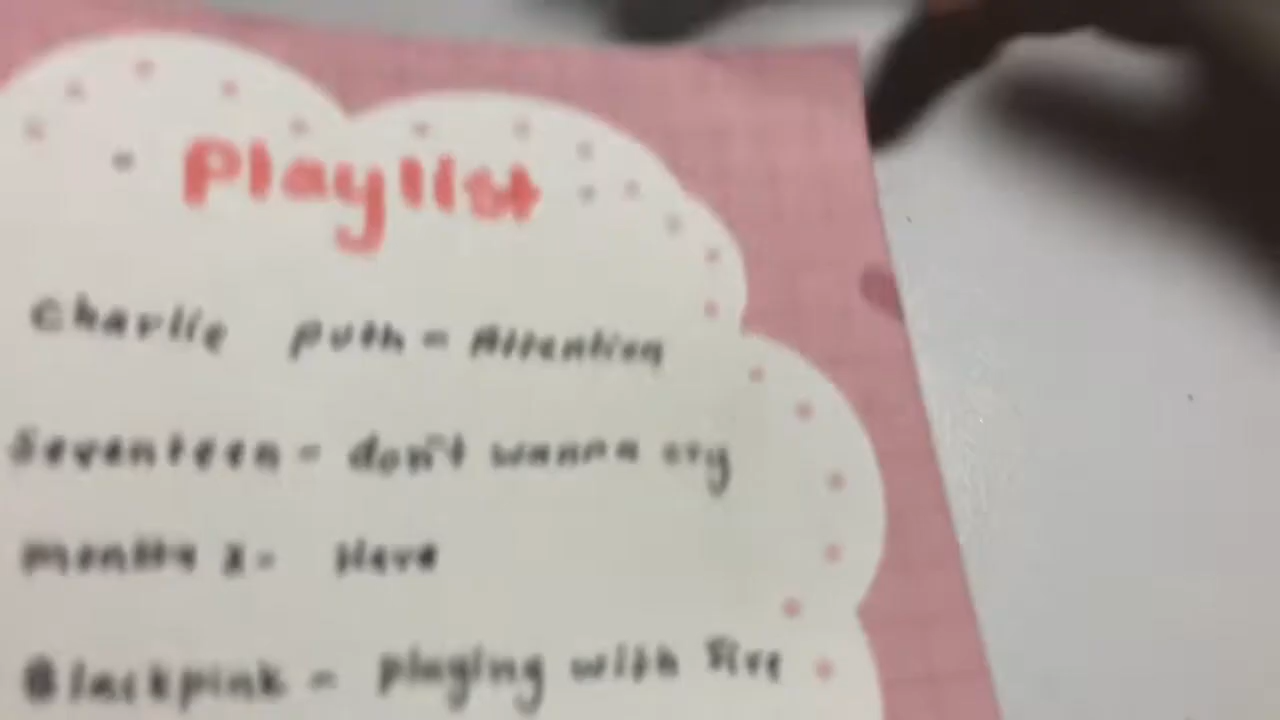 Playlist
charlie puth - Attention
Seventeen - don't wanna cry
monsta x -
Blackpink - playing with fire